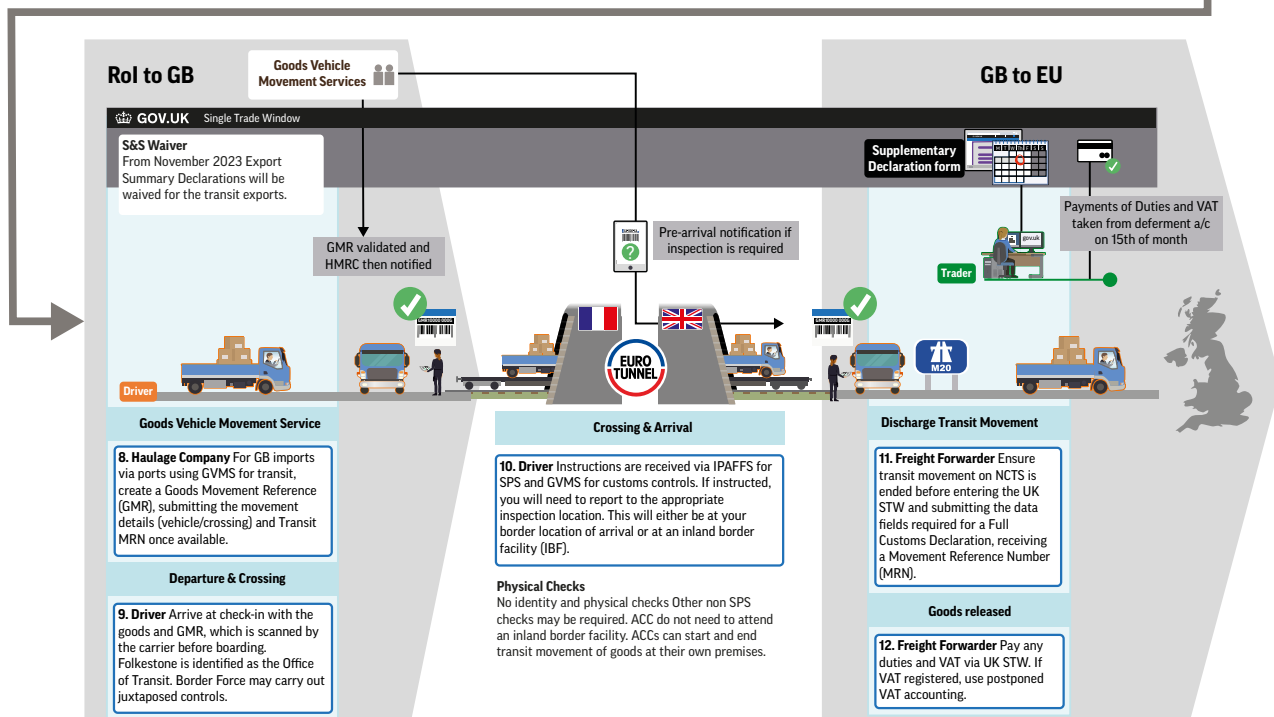 RoI to GB
Goods Vehicle
Movement Services
GB to EU
GOV.UK Single Trade Window
S&S Waiver
From November 2023 Export
Summary Declarations will be
waived for the transit exports.
Supplementary
Declaration form
GMR validated and
HMRC then notified
Pre-arrival notification if
inspection is required
Payments of Duties and VAT
taken from deferment a/c
on 15th of month
gov.uk
Trader
GMR10000 000G
GMR10000 000G
EURO
TUNNEL
M20
Driver
Goods Vehicle Movement Service
8. Haulage Company For GB imports
via ports using GVMS for transit,
create a Goods Movement Reference
(GMR), submitting the movement
details (vehicle/crossing) and Transit
MRN once available.
Departure & Crossing
9. Driver Arrive at check-in with the
goods and GMR, which is scanned by
the carrier before boarding.
Folkestone is identified as the Office
of Transit. Border Force may carry out
juxtaposed controls.
Crossing & Arrival
10. Driver Instructions are received via IPAFFS for
SPS and GVMS for customs controls. If instructed,
you will need to report to the appropriate
inspection location. This will either be at your
border location of arrival or at an inland border
facility (IBF).
Physical Checks
No identity and physical checks Other non SPS
checks may be required. ACC do not need to attend
an inland border facility. ACCs can start and end
transit movement of goods at their own premises.
Discharge Transit Movement
11. Freight Forwarder Ensure
transit movement on NCTS is
ended before entering the UK
STW and submitting the data
fields required for a Full
Customs Declaration, receiving
a Movement Reference Number
(MRN).
Goods released
12. Freight Forwarder Pay any
duties and VAT via UK STW. If
VAT registered, use postponed
VAT accounting.